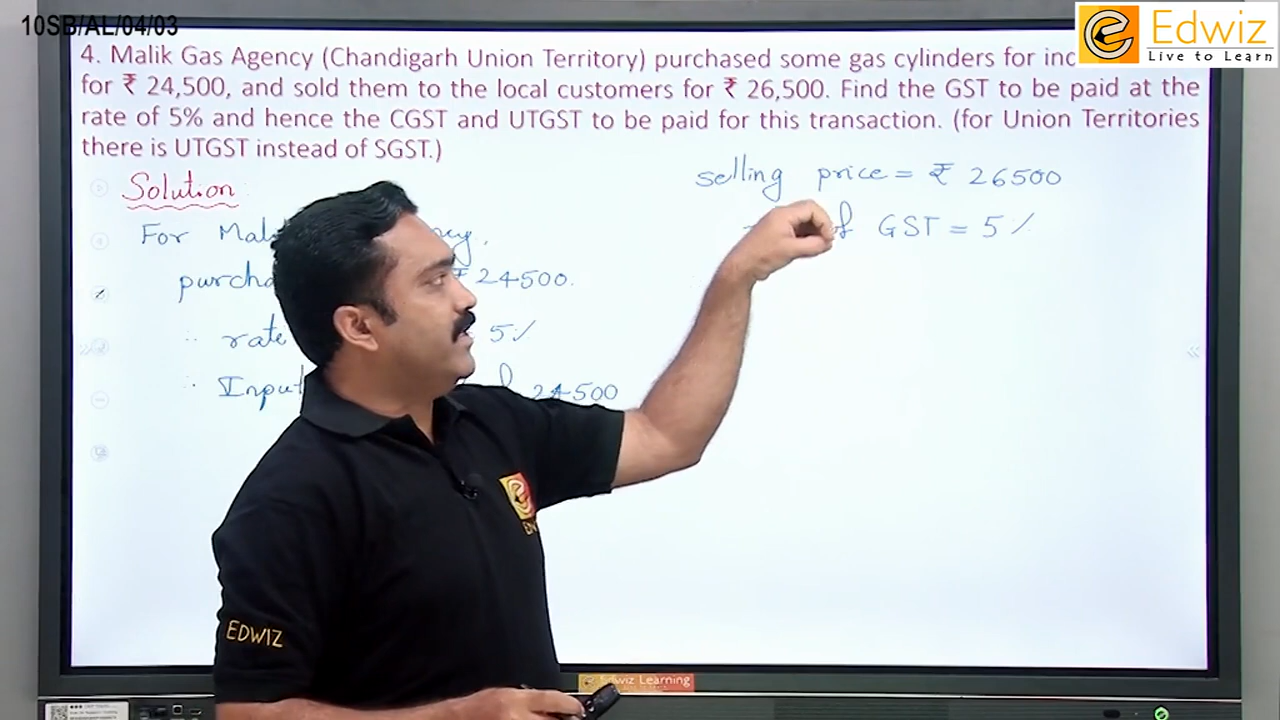 10SB/AL/04/03
Edwiz
Live to Learn
4. Malik Gas Agency (Chandigarh Union Territory) purchased some gas cylinders for
for ₹ 24,500, and sold them to the local customers for ₹ 26,500. Find the GST to be paid at the
rate of 5% and hence the CGST and UTGST to be paid for this transaction. (for Union Territories
there is UTGST instead of SGST.)
Solution
For
purcha ₹ 24500.
∴ rate 5%
∴ Input 24500
selling price = ₹ 26500
of GST = 5%
EDWIZ
Edwiz Learning